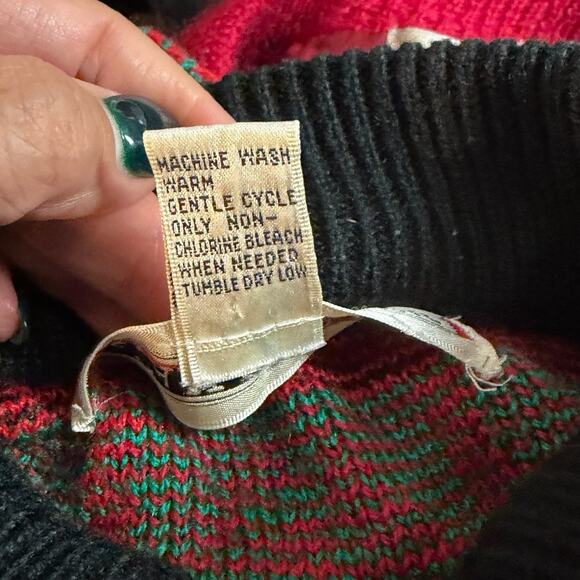 MACHINE WASH
WARM
GENTLE CYCLE
ONLY NON-
CHLORINE BLEACH
WHEN NEEDED
TUMBLE DRY LOW